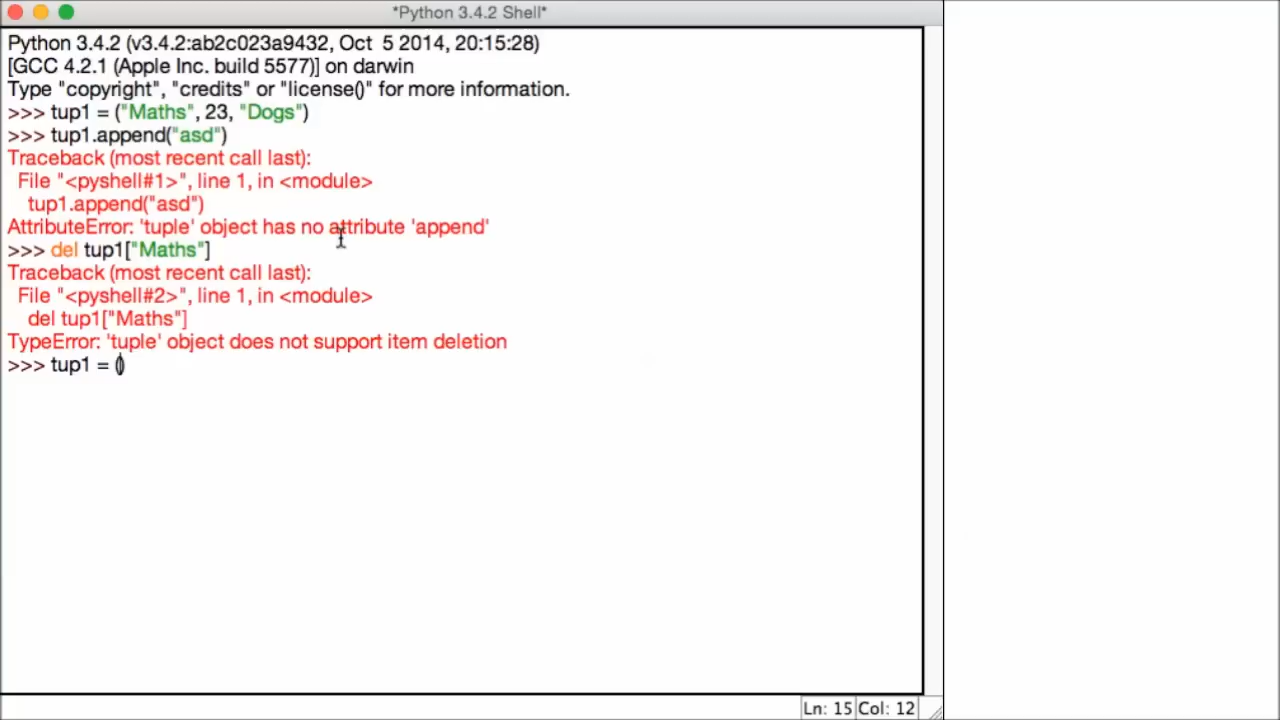 *Python 3.4.2 Shell*
Python 3.4.2 (v3.4.2:ab2c023a9432, Oct  5 2014, 20:15:28)
[GCC 4.2.1 (Apple Inc. build 5577)] on darwin
Type "copyright", "credits" or "license()" for more information.
>>> tup1 = ("Maths", 23, "Dogs")
>>> tup1.append("asd")
Traceback (most recent call last):
  File "<pyshell#1>", line 1, in <module>
    tup1.append("asd")
AttributeError: 'tuple' object has no attribute 'append'
>>> del tup1["Maths"]
Traceback (most recent call last):
  File "<pyshell#2>", line 1, in <module>
    del tup1["Maths"]
TypeError: 'tuple' object does not support item deletion
>>> tup1 = ()
Ln: 15 Col: 12